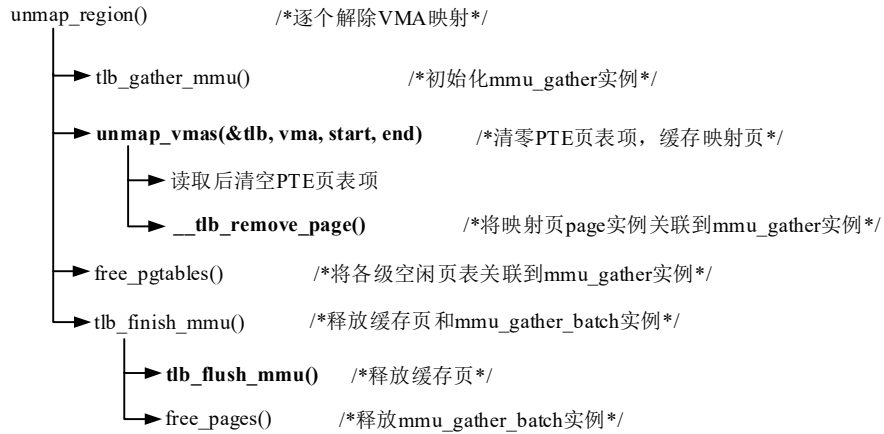 unmap_region() /*逐个解除VMA映射*/
tlb_gather_mmu() /*初始化mmu_gather实例*/
unmap_vmas(&tlb, vma, start, end) /*清零PTE页表项，缓存映射页*/
读取后清空PTE页表项
__tlb_remove_page() /*将映射页page实例关联到mmu_gather实例*/
free_pgtables() /*将各级空闲页表关联到mmu_gather实例*/
tlb_finish_mmu() /*释放缓存页和mmu_gather_batch实例*/
tlb_flush_mmu() /*释放缓存页*/
free_pages() /*释放mmu_gather_batch实例*/